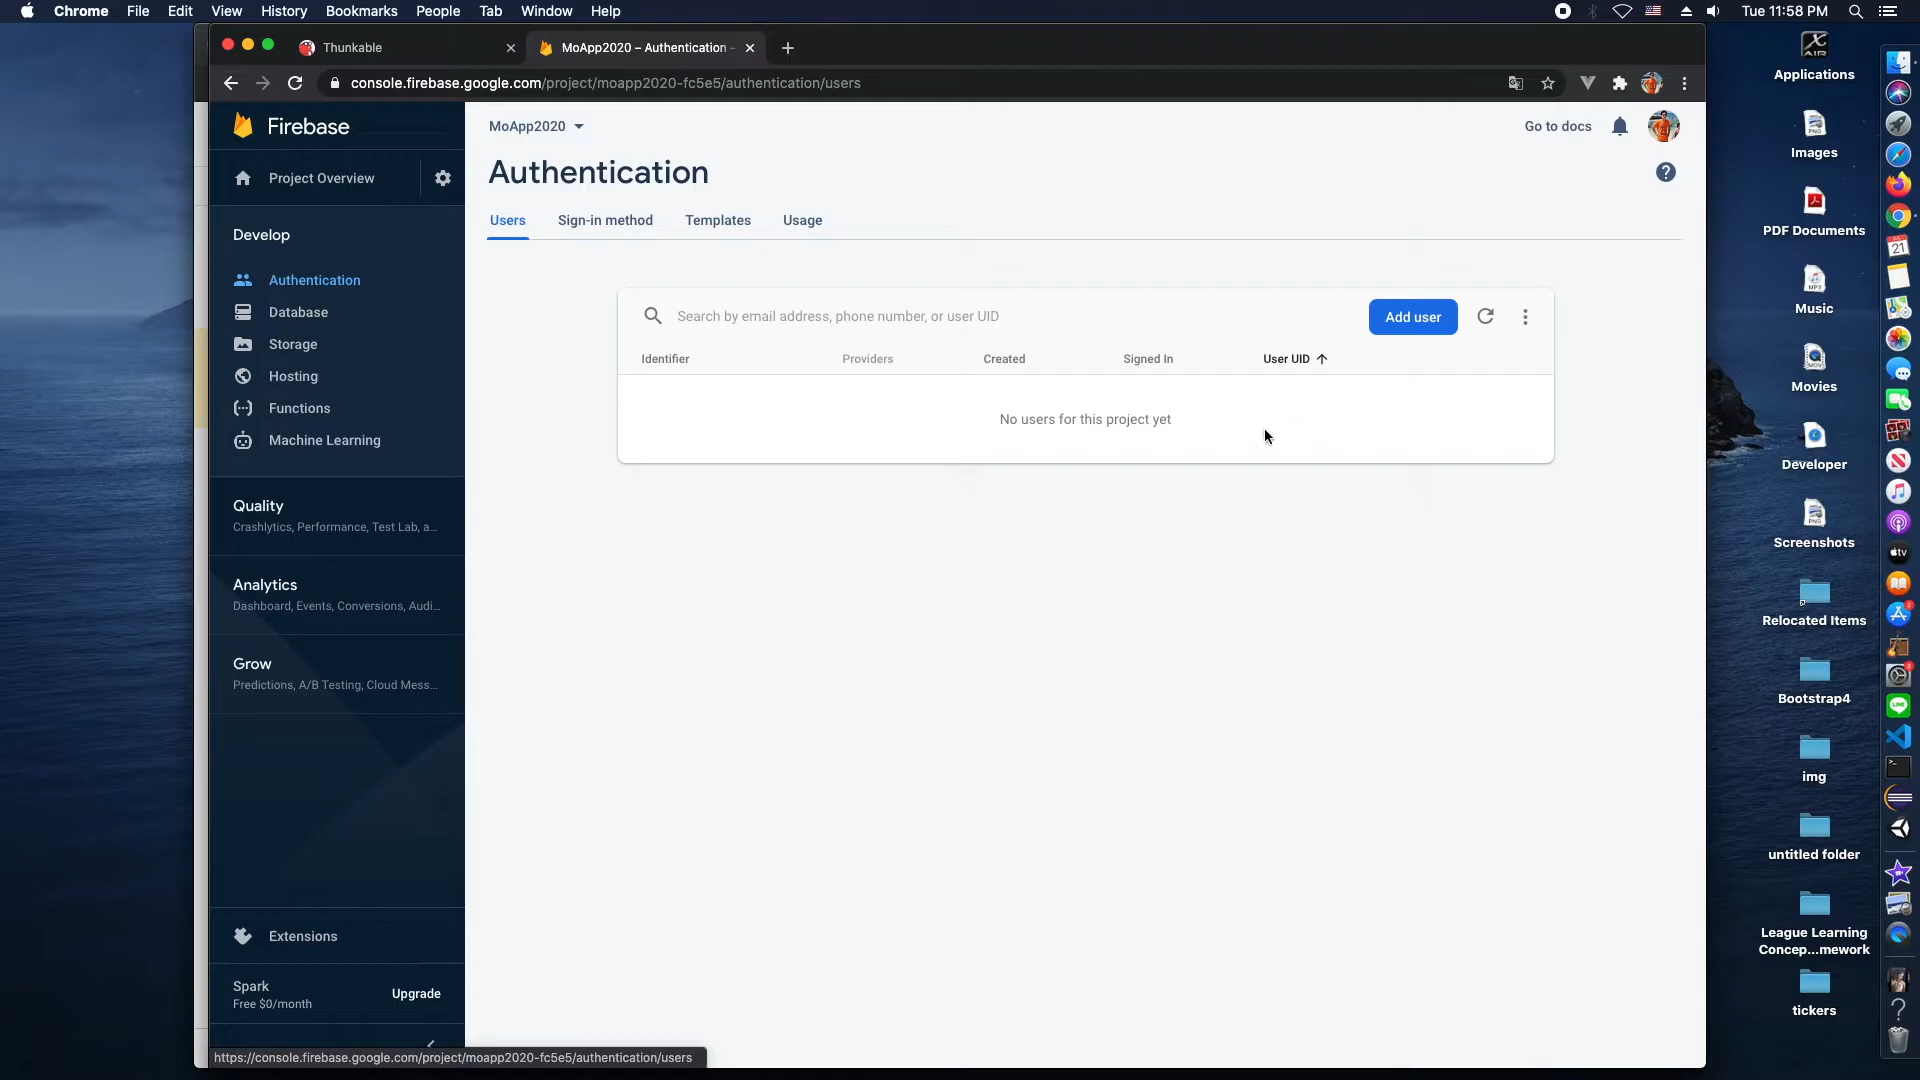 Chrome File Edit View History Bookmarks People Tab Window Help
Tue 11:58 PM
Thunkable
MoApp2020 – Authentication -
console.firebase.google.com/project/moapp2020-fc5e5/authentication/users
Firebase
Project Overview
Develop
Authentication
Database
Storage
Hosting
Functions
Machine Learning
Quality
Crashlytics, Performance, Test Lab, a...
Analytics
Dashboard, Events, Conversions, Audi...
Grow
Predictions, A/B Testing, Cloud Mess...
Extensions
Spark
Free $0/month
Upgrade
https://console.firebase.google.com/project/moapp2020-fc5e5/authentication/users
MoApp2020
Go to docs
Authentication
Users Sign-in method Templates Usage
Search by email address, phone number, or user UID
Add user
Identifier Providers Created Signed In User UID
No users for this project yet
Applications
Images
PDF Documents
Music
Movies
Developer
Screenshots
Relocated Items
Bootstrap4
img
untitled folder
League Learning
Concep...mework
tickers